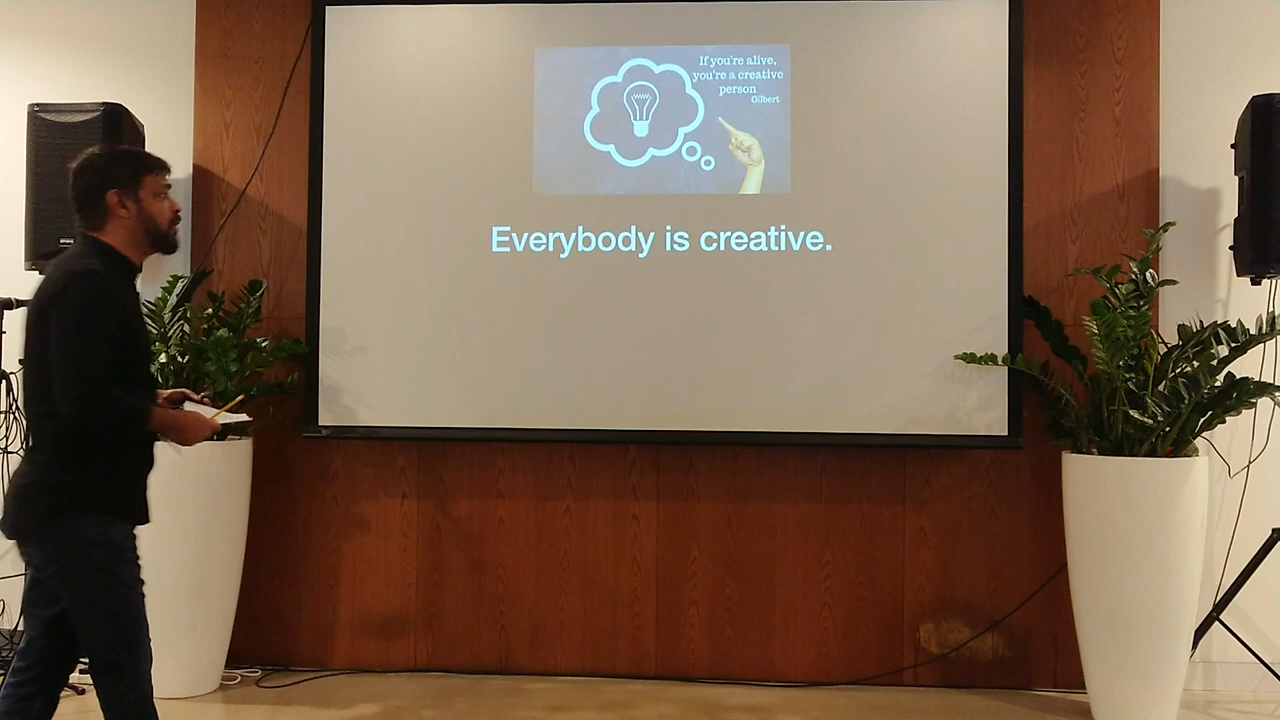 If you're alive,
you're a creative
person
Gilbert
Everybody is creative.